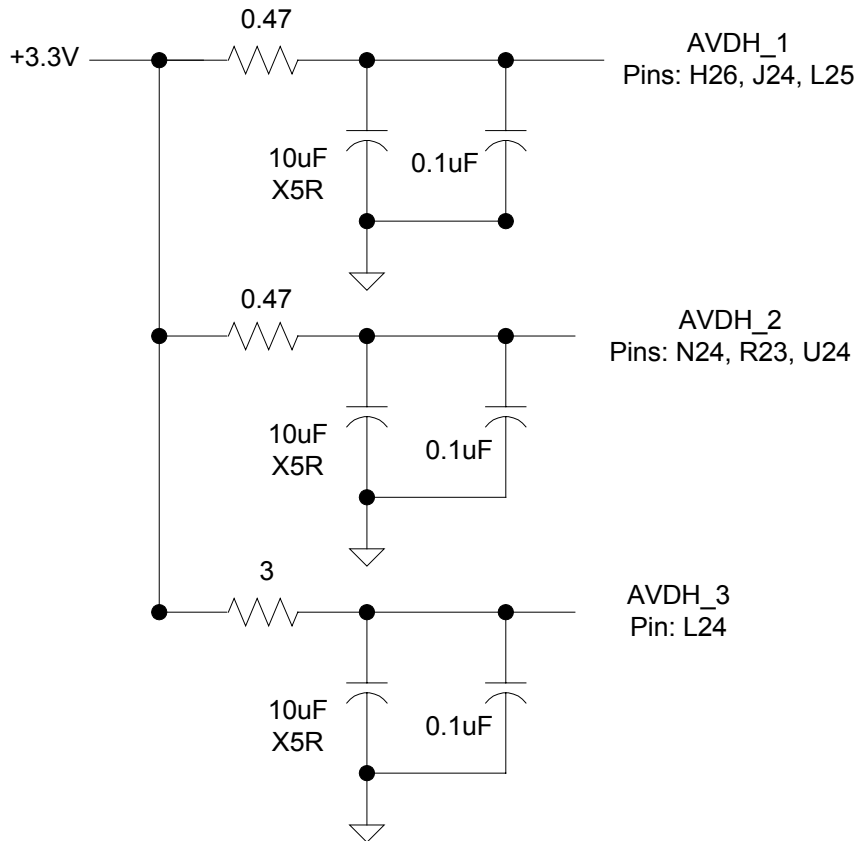 0.47
+3.3V
AVDH_1
Pins: H26, J24, L25
10uF
X5R
0.1uF
0.47
AVDH_2
Pins: N24, R23, U24
10uF
X5R
0.1uF
3
AVDH_3
Pin: L24
10uF
X5R
0.1uF